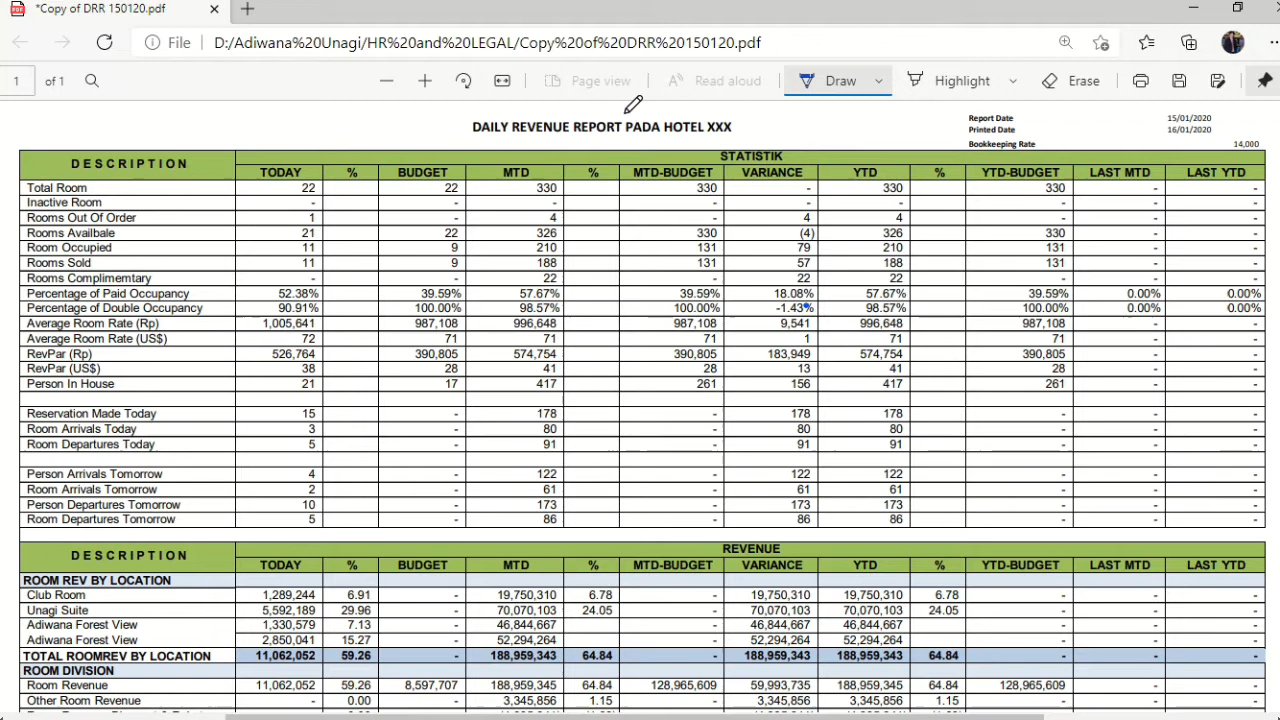 *Copy of DRR 150120.pdf
File D:/Adiwana%20Unagi/HR%20and%20LEGAL/Copy%20of%20DRR%20150120.pdf
1 of 1 Page view Read aloud Draw Highlight Erase
DAILY REVENUE REPORT PADA HOTEL XXX
Report Date 15/01/2020
Printed Date 16/01/2020
Bookkeeping Rate 14,000
DESCRIPTION STATISTIK
TODAY % BUDGET MTD % MTD-BUDGET VARIANCE YTD % YTD-BUDGET LAST MTD LAST YTD
Total Room 22 22 330 330 - 330 330 - -
Inactive Room - - - - - - - - -
Rooms Out Of Order 1 - 4 - 4 4 - - -
Rooms Availbale 21 22 326 330 (4) 326 330 - -
Room Occupied 11 9 210 131 79 210 131 - -
Rooms Sold 11 9 188 131 57 188 131 - -
Rooms Complimemtary - - 22 - 22 22 - - -
Percentage of Paid Occupancy 52.38% 39.59% 57.67% 39.59% 18.08% 57.67% 39.59% 0.00% 0.00%
Percentage of Double Occupancy 90.91% 100.00% 98.57% 100.00% -1.43% 98.57% 100.00% 0.00% 0.00%
Average Room Rate (Rp) 1,005,641 987,108 996,648 987,108 9,541 996,648 987,108 - -
Average Room Rate (US$) 72 71 71 71 1 71 71 - -
RevPar (Rp) 526,764 390,805 574,754 390,805 183,949 574,754 390,805 - -
RevPar (US$) 38 28 41 28 13 41 28 - -
Person In House 21 17 417 261 156 417 261 - -
Reservation Made Today 15 - 178 - 178 178 - - -
Room Arrivals Today 3 - 80 - 80 80 - - -
Room Departures Today 5 - 91 - 91 91 - - -
Person Arrivals Tomorrow 4 - 122 - 122 122 - - -
Room Arrivals Tomorrow 2 - 61 - 61 61 - - -
Person Departures Tomorrow 10 - 173 - 173 173 - - -
Room Departures Tomorrow 5 - 86 - 86 86 - - -
DESCRIPTION REVENUE
TODAY % BUDGET MTD % MTD-BUDGET VARIANCE YTD % YTD-BUDGET LAST MTD LAST YTD
ROOM REV BY LOCATION
Club Room 1,289,244 6.91 - 19,750,310 6.78 - 19,750,310 19,750,310 6.78 - - -
Unagi Suite 5,592,189 29.96 - 70,070,103 24.05 - 70,070,103 70,070,103 24.05 - - -
Adiwana Forest View 1,330,579 7.13 - 46,844,667 - 46,844,667 52,294,264 - - -
Adiwana Forest View 2,850,041 15.27 - 52,294,264 - 52,294,264 52,294,264 - - -
TOTAL ROOMREV BY LOCATION 11,062,052 59.26 - 188,959,343 64.84 - 188,959,343 188,959,343 64.84 - - -
ROOM DIVISION
Room Revenue 11,062,052 59.26 8,597,707 188,959,345 64.84 128,965,609 59,993,735 188,959,345 64.84 128,965,609 - -
Other Room Revenue - 0.00 - 3,345,856 1.15 - 3,345,856 3,345,856 1.15 - - -